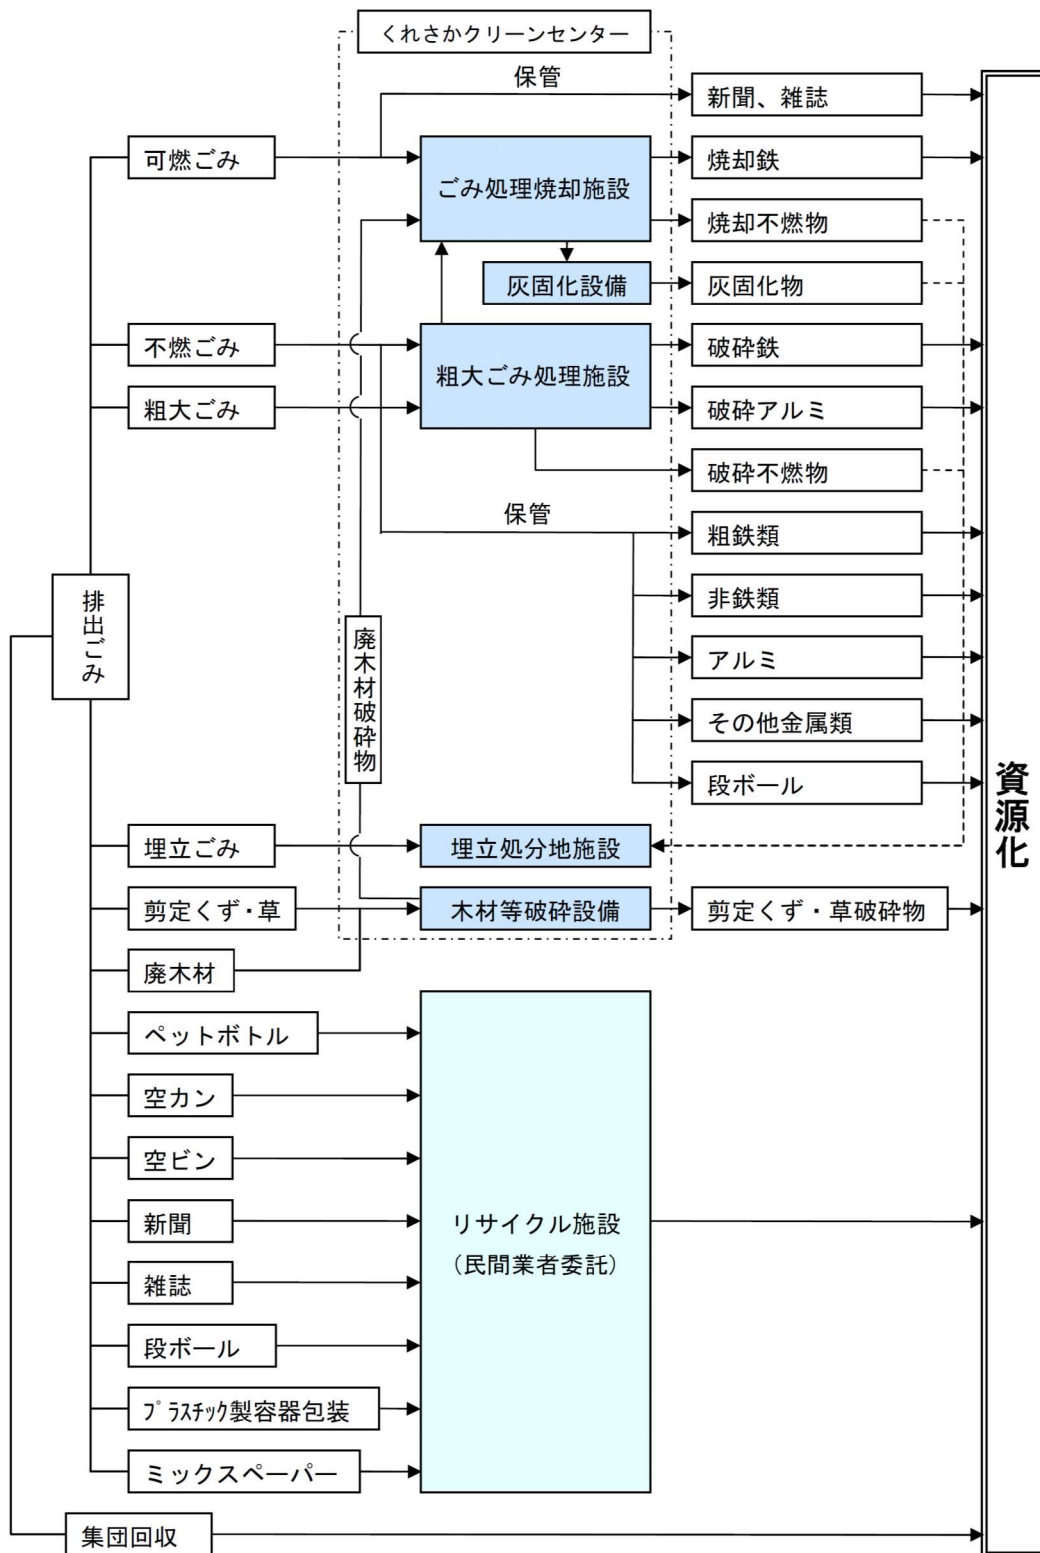 くれさかクリーンセンター
保管
新聞、雑誌
可燃ごみ
ごみ処理焼却施設
焼却鉄
焼却不燃物
灰固化設備
灰固化物
不燃ごみ
粗大ごみ処理施設
破砕鉄
粗大ごみ
破砕アルミ
破砕不燃物
保管
粗鉄類
排出ごみ
非鉄類
廃木材破砕物
アルミ
その他金属類
段ボール
資源化
埋立ごみ
埋立処分地施設
剪定くず・草
木材等破砕設備
剪定くず・草破砕物
廃木材
ペットボトル
空カン
空ビン
新聞
リサイクル施設
(民間業者委託)
雑誌
段ボール
プラスチック製容器包装
ミックスペーパー
集団回収